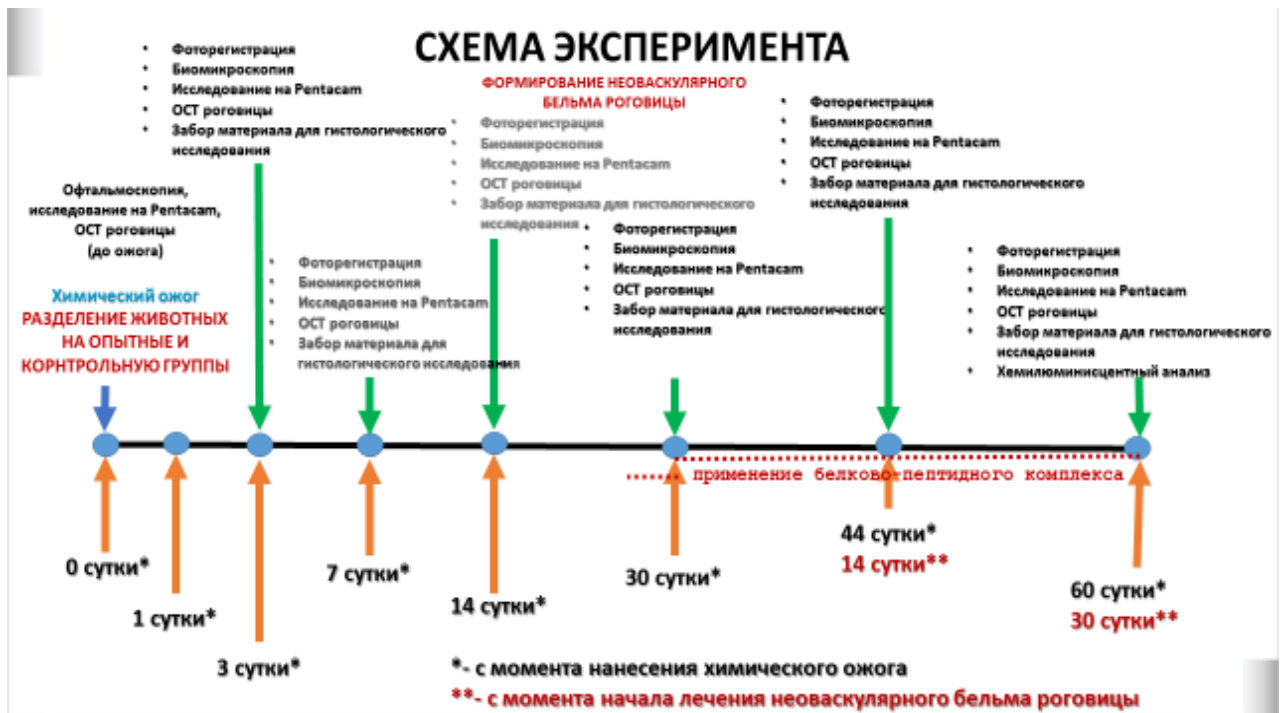 СХЕМА ЭКСПЕРИМЕНТА
• Фоторегистрация
• Биомикроскопия
• Исследование на Pentacam
• ОСТ роговицы
• Забор материала для гистологического
исследования
ФОРМИРОВАНИЕ НЕОВАСКУЛЯРНОГО
БЕЛЬМА РОГОВИЦЫ
• Фоторегистрация
• Биомикроскопия
• Исследование на Pentacam
• ОСТ роговицы
• Забор материала для гистологического
исследования
• Фоторегистрация
• Биомикроскопия
• Исследование на Pentacam
• ОСТ роговицы
• Забор материала для гистологического
исследования
Офтальмоскопия,
исследование на Pentacam,
ОСТ роговицы
(до ожога)
Химический ожог
РАЗДЕЛЕНИЕ ЖИВОТНЫХ
НА ОПЫТНЫЕ И
КОРНТРОЛЬНУЮ ГРУППЫ
• Фоторегистрация
• Биомикроскопия
• Исследование на Pentacam
• ОСТ роговицы
• Забор материала для
гистологического исследования
• Фоторегистрация
• Биомикроскопия
• Исследование на Pentacam
• ОСТ роговицы
• Забор материала для гистологического
исследования
• Фоторегистрация
• Биомикроскопия
• Исследование на Pentacam
• ОСТ роговицы
• Забор материала для гистологического
исследования
• Хемилюминисцентный анализ
применение белково-пептидного комплекса
0 сутки*
1 сутки*
3 сутки*
7 сутки*
14 сутки*
30 сутки*
44 сутки*
14 сутки**
60 сутки*
30 сутки**
*- с момента нанесения химического ожога
**- с момента начала лечения неоваскулярного бельма роговицы